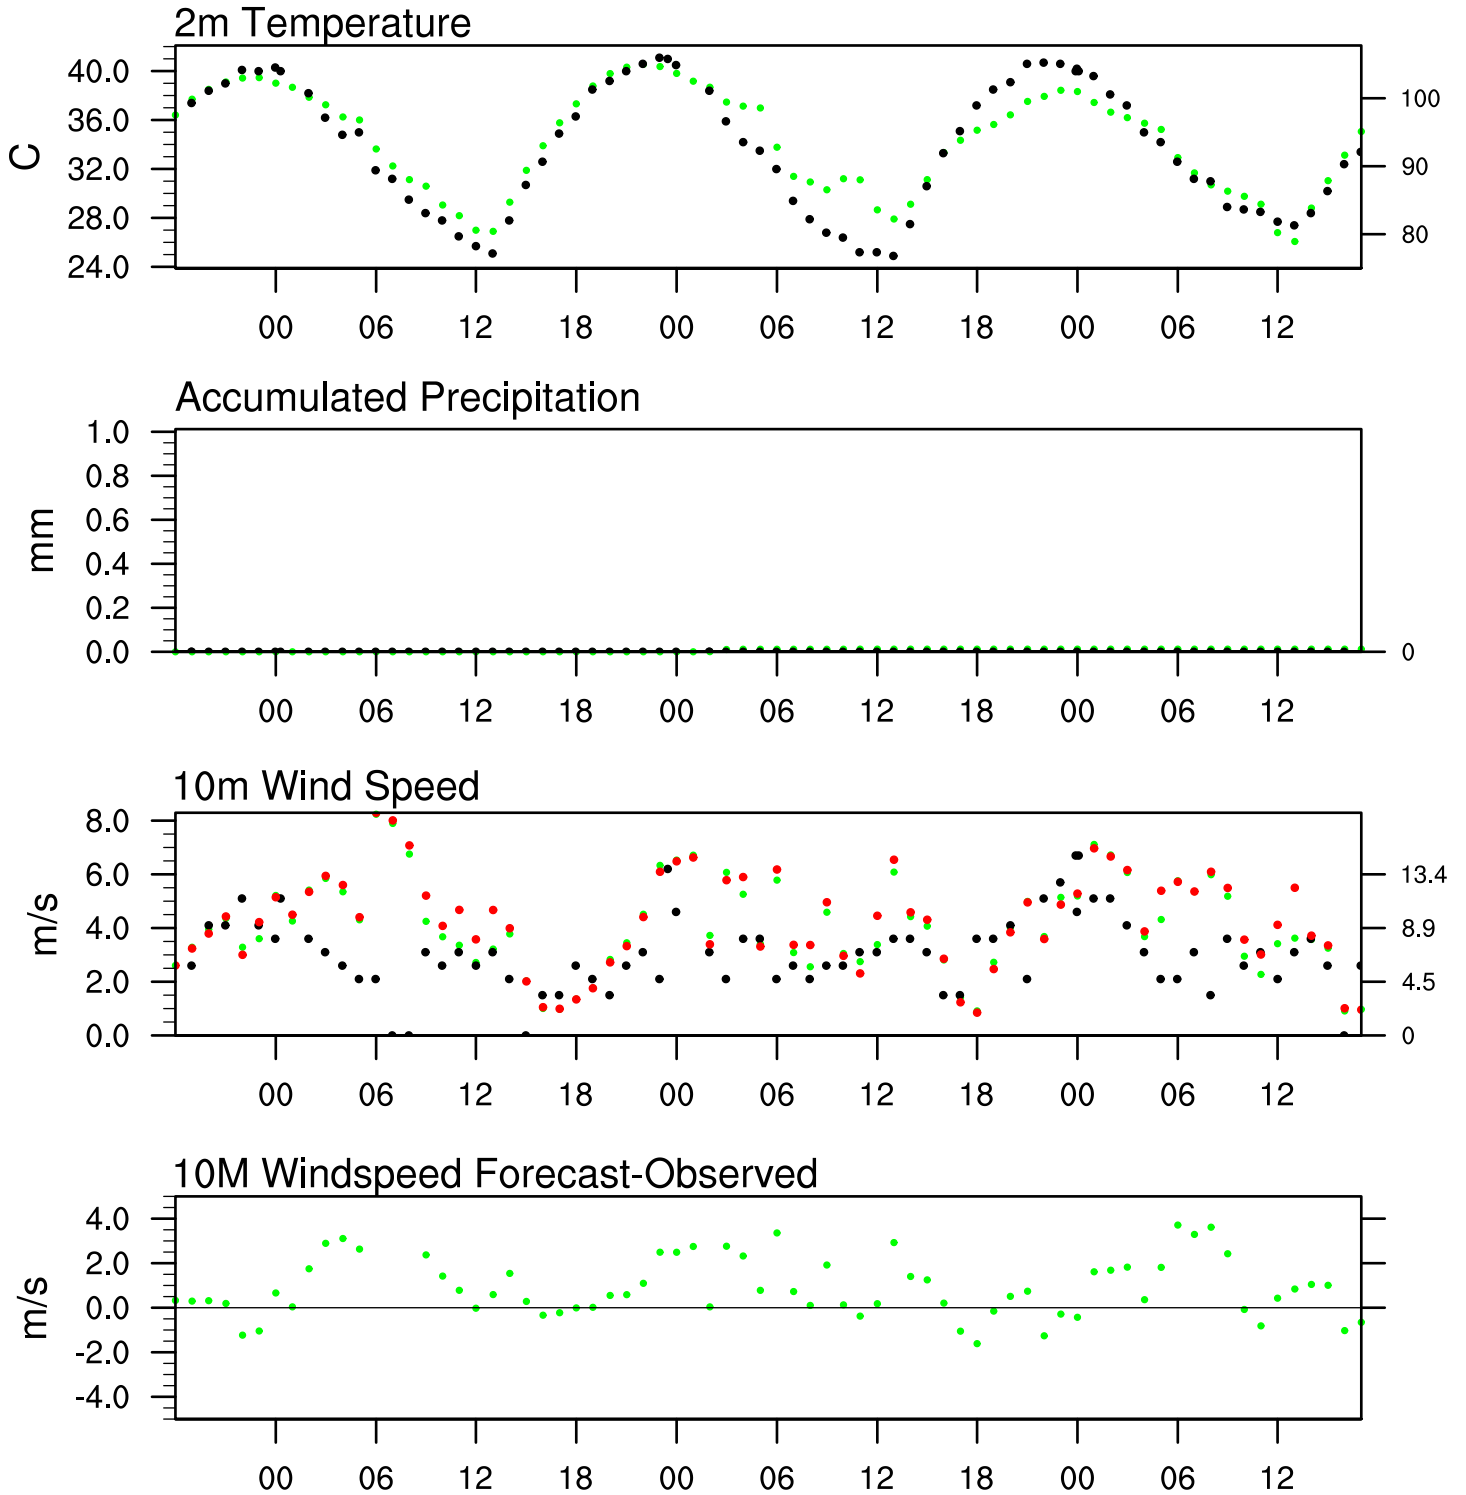 2m Temperature
40.0
36.0
32.0
28.0
24.0
C
100
90
80
00 06 12 18 00 06 12 18 00 06 12
Accumulated Precipitation
1.0
0.8
0.6
0.4
0.2
0.0
mm
0
00 06 12 18 00 06 12 18 00 06 12
10m Wind Speed
8.0
6.0
4.0
2.0
0.0
m/s
13.4
8.9
4.5
0
00 06 12 18 00 06 12 18 00 06 12
10M Windspeed Forecast-Observed
4.0
2.0
0.0
-2.0
-4.0
m/s
00 06 12 18 00 06 12 18 00 06 12